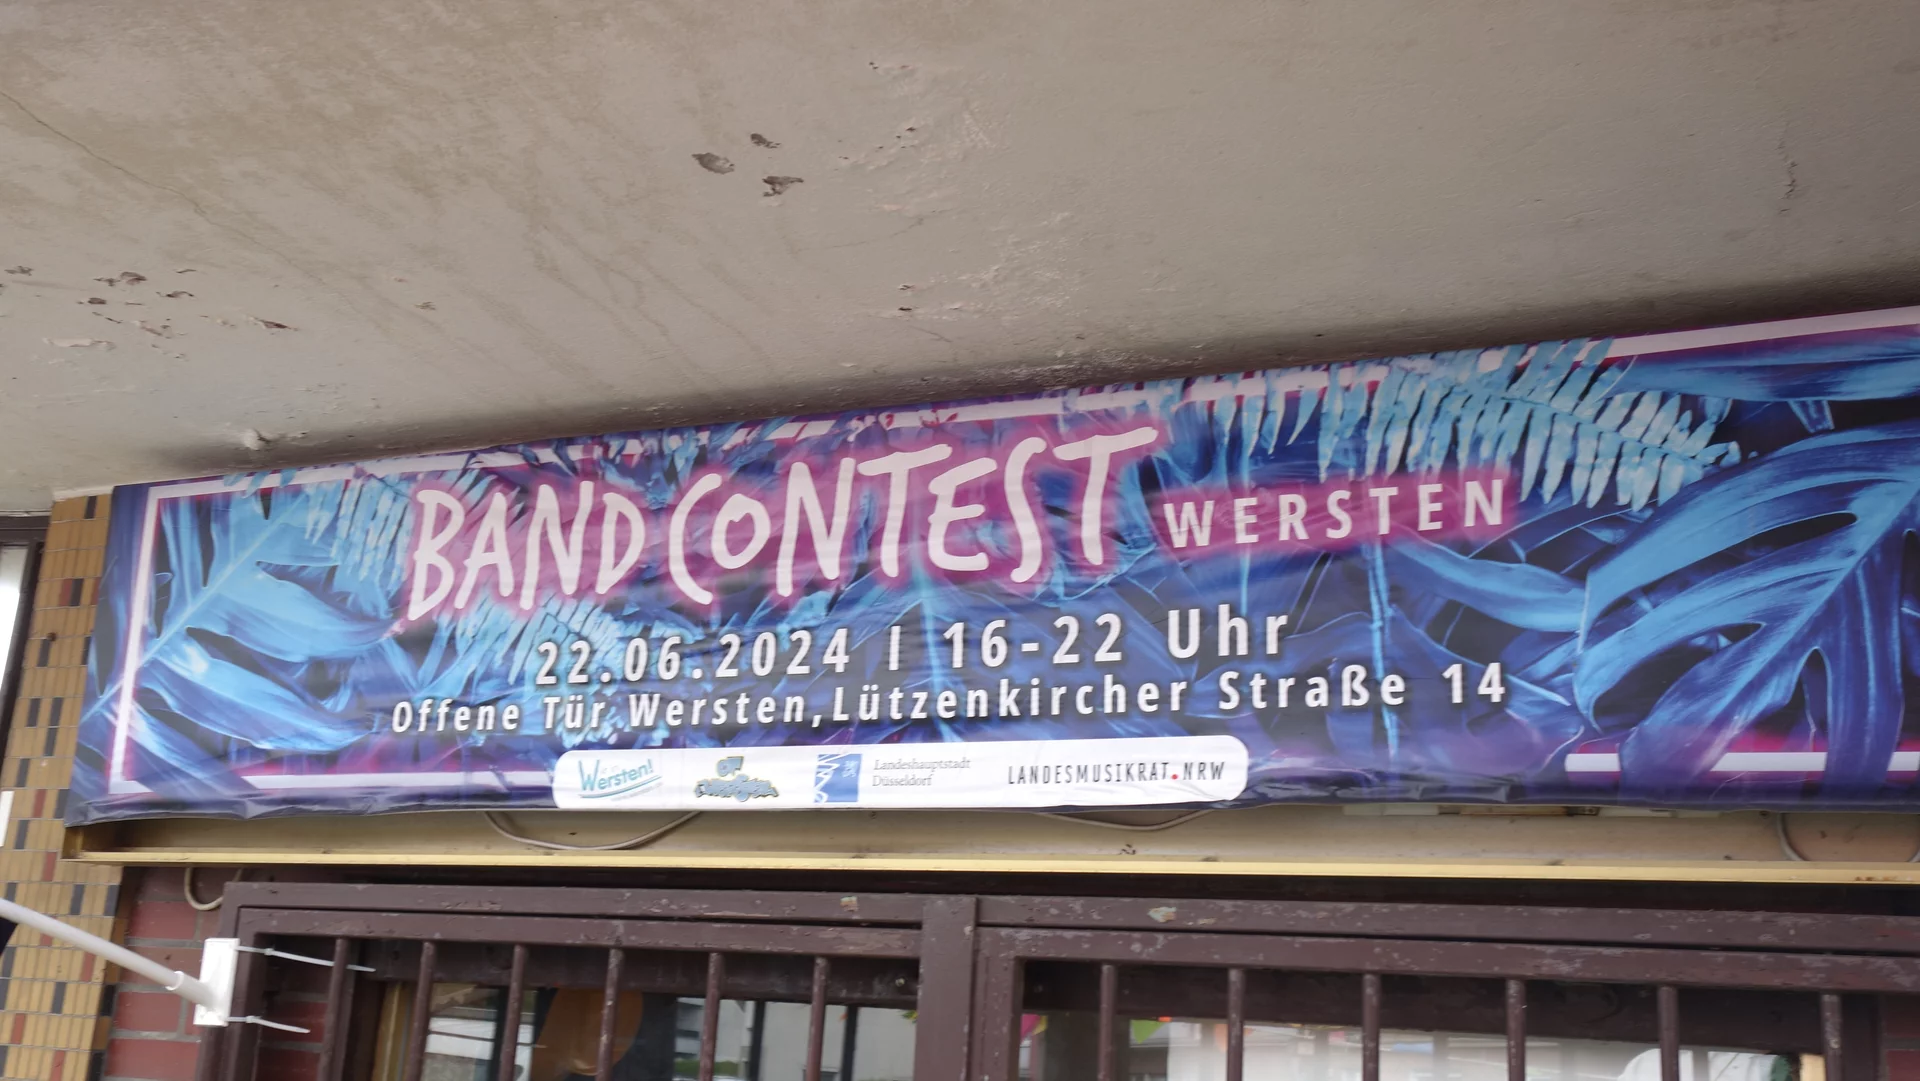 BAND CONTEST WERSTEN
22.06.2024 I 16-22 Uhr
Offene Tür Wersten, Lützenkircher Straße 14
Wersten!
Landeshauptstadt
Düsseldorf
LANDESMUSIKRAT.NRW